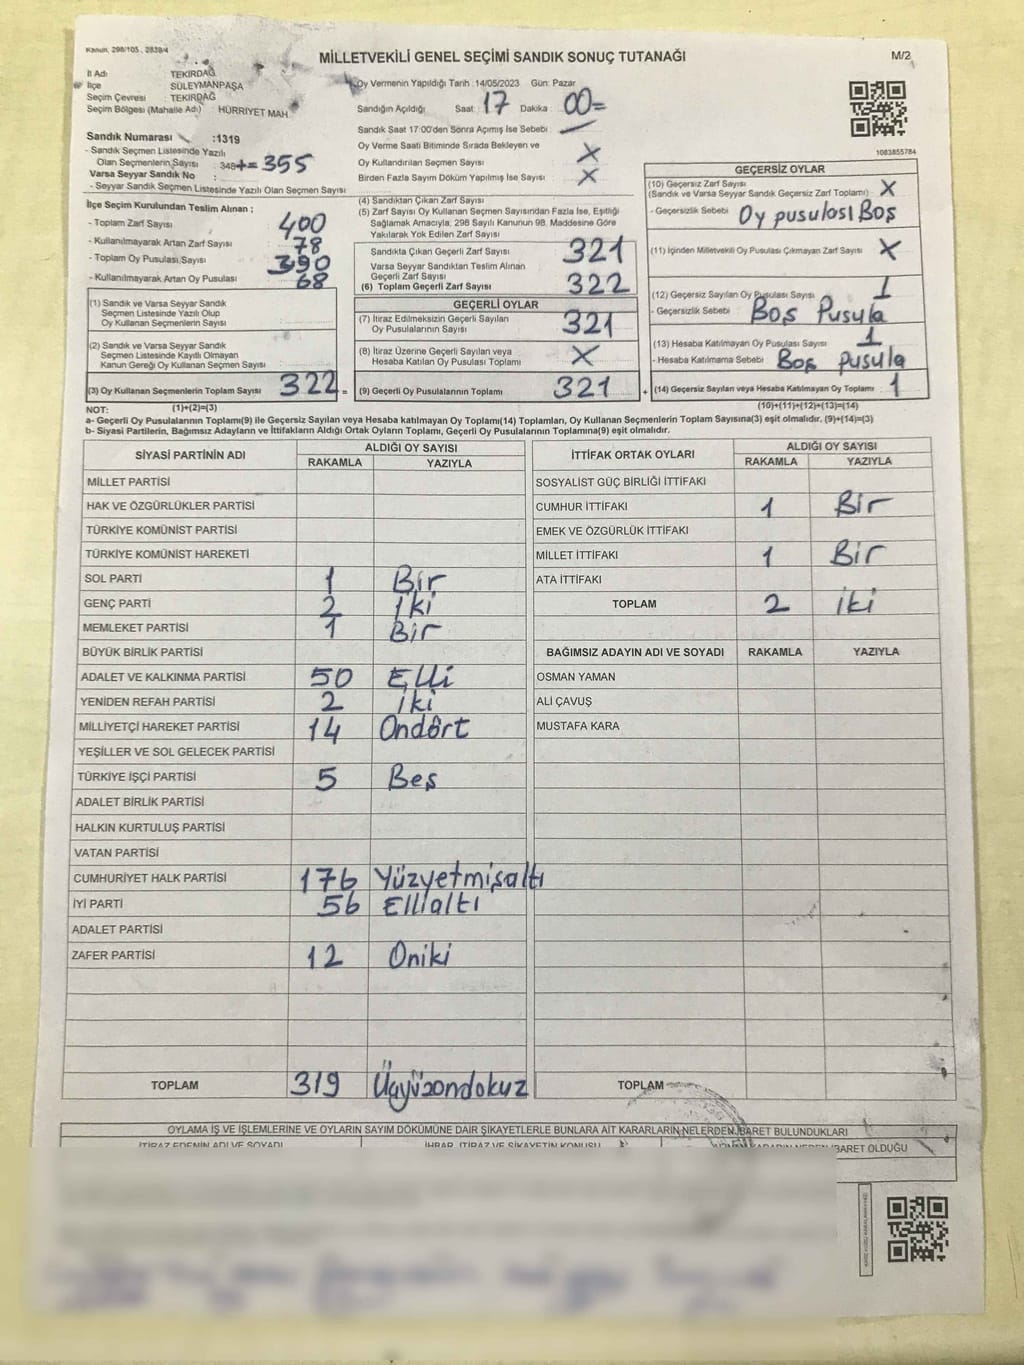 Kanun, 298/105, 2839/4
MİLLETVEKİLİ GENEL SEÇİMİ SANDIK SONUÇ TUTANAĞI
M/2
İl Adı TEKİRDAĞ
İlçe SÜLEYMANPAŞA
Seçim Çevresi TEKİRDAĞ
Seçim Bölgesi (Mahalle Adı) : HÜRRİYET MAH.
Sandık Numarası :1319
- Sandık Seçmen Listesinde Yazılı
Olan Seçmenlerin Sayısı : 348 += 355
Varsa Seyyar Sandık No :
- Seyyar Sandık Seçmen Listesinde Yazılı Olan Seçmen Sayısı
İlçe Seçim Kurulundan Teslim Alınan :
- Toplam Zarf Sayısı 400
- Kullanılmayarak Artan Zarf Sayısı 78
- Toplam Oy Pusulası Sayısı 390
- Kullanılmayarak Artan Oy Pusulası 68
(1) Sandık ve Varsa Seyyar Sandık
Seçmen Listesinde Yazılı Olup
Oy Kullanan Seçmenlerin Sayısı
(2) Sandık ve Varsa Seyyar Sandık
Seçmen Listesinde Kayıtlı Olmayan
Kanun Gereği Oy Kullanan Seçmen Sayısı
(3) Oy Kullanan Seçmenlerin Toplam Sayısı 322 =
(1)+(2)=(3)
Oy Vermenin Yapıldığı Tarih : 14/05/2023 Gün: Pazar
Sandığın Açıldığı Saat: 17 Dakika : 00=
Sandık Saat 17:00'den Sonra Açımış İse Sebebi :
Oy Verme Saati Bitiminde Sırada Bekleyen ve
Oy Kullandırılan Seçmen Sayısı X
Birden Fazla Sayım Döküm Yapılmış İse Sayısı X
(4) Sandıktan Çıkan Zarf Sayısı
(5) Zarf Sayısı Oy Kullanan Seçmen Sayısından Fazla İse, Eşitliği
Sağlamak Amacıyla, 298 Sayılı Kanunun 98. Maddesine Göre
Yakılarak Yok Edilen Zarf Sayısı
Sandıkta Çıkan Geçerli Zarf Sayısı 321
Varsa Seyyar Sandıktan Teslim Alınan
Geçerli Zarf Sayısı
(6) Toplam Geçerli Zarf Sayısı 322
GEÇERLİ OYLAR
(7) İtiraz Edilmeksizin Geçerli Sayılan
Oy Pusulalarının Sayısı 321
(8) İtiraz Üzerine Geçerli Sayılan veya
Hesaba Katılan Oy Pusulası Toplamı X
(9) Geçerli Oy Pusulalarının Toplamı 321 +
1083855784
GEÇERSİZ OYLAR
(10) Geçersiz Zarf Sayısı
(Sandık ve Varsa Seyyar Sandık Geçersiz Zarf Toplamı) X
- Geçersizlik Sebebi : Oy pusulası Boş
(11) İçinden Milletvekili Oy Pusulası Çıkmayan Zarf Sayısı X
(12) Geçersiz Sayılan Oy Pusulası Sayısı 1
- Geçersizlik Sebebi : Boş Pusula
(13) Hesaba Katılmayan Oy Pusulası Sayısı 1
- Hesaba Katılmama Sebebi : Boş pusula
(14) Geçersiz Sayılan veya Hesaba Katılmayan Oy Toplamı 1
(10)+(11)+(12)+(13)=(14)
NOT:
a- Geçerli Oy Pusulalarının Toplamı(9) ile Geçersiz Sayılan veya Hesaba katılmayan Oy Toplamı(14) Toplamları, Oy Kullanan Seçmenlerin Toplam Sayısına(3) eşit olmalıdır. (9)+(14)=(3)
b- Siyasi Partilerin, Bağımsız Adayların ve İttifakların Aldığı Ortak Oyların Toplamı, Geçerli Oy Pusulalarının Toplamına(9) eşit olmalıdır.
SİYASİ PARTİNİN ADI ALDIĞI OY SAYISI
RAKAMLA YAZIYLA
MİLLET PARTİSİ
HAK VE ÖZGÜRLÜKLER PARTİSİ
TÜRKİYE KOMÜNİST PARTİSİ
TÜRKİYE KOMÜNİST HAREKETİ
SOL PARTİ 1 Bir
GENÇ PARTİ 2 İki
MEMLEKET PARTİSİ 1 Bir
BÜYÜK BİRLİK PARTİSİ
ADALET VE KALKINMA PARTİSİ 50 Elli
YENİDEN REFAH PARTİSİ 2 İki
MİLLİYETÇİ HAREKET PARTİSİ 14 Ondört
YEŞİLLER VE SOL GELECEK PARTİSİ
TÜRKİYE İŞÇİ PARTİSİ 5 Beş
ADALET BİRLİK PARTİSİ
HALKIN KURTULUŞ PARTİSİ
VATAN PARTİSİ
CUMHURİYET HALK PARTİSİ 176 Yüzyetmişaltı
İYİ PARTİ 56 Ellialtı
ADALET PARTİSİ
ZAFER PARTİSİ 12 Oniki
TOPLAM 319 Üçyüzondokuz
İTTİFAK ORTAK OYLARI ALDIĞI OY SAYISI
RAKAMLA YAZIYLA
SOSYALİST GÜÇ BİRLİĞİ İTTİFAKI
CUMHUR İTTİFAKI 1 Bir
EMEK VE ÖZGÜRLÜK İTTİFAKI
MİLLET İTTİFAKI 1 Bir
ATA İTTİFAKI
TOPLAM 2 İki
BAĞIMSIZ ADAYIN ADI VE SOYADI RAKAMLA YAZIYLA
OSMAN YAMAN
ALİ ÇAVUŞ
MUSTAFA KARA
TOPLAM
OYLAMA İŞ VE İŞLEMLERİNE VE OYLARIN SAYIM DÖKÜMÜNE DAİR ŞİKAYETLERLE BUNLARA AİT KARARLARIN NELERDEN İBARET BULUNDUKLARI
İTİRAZ EDENİN ADI VE SOYADI İHBAR, İTİRAZ VE ŞİKAYETİN KONUSU İBARET OLDUĞU